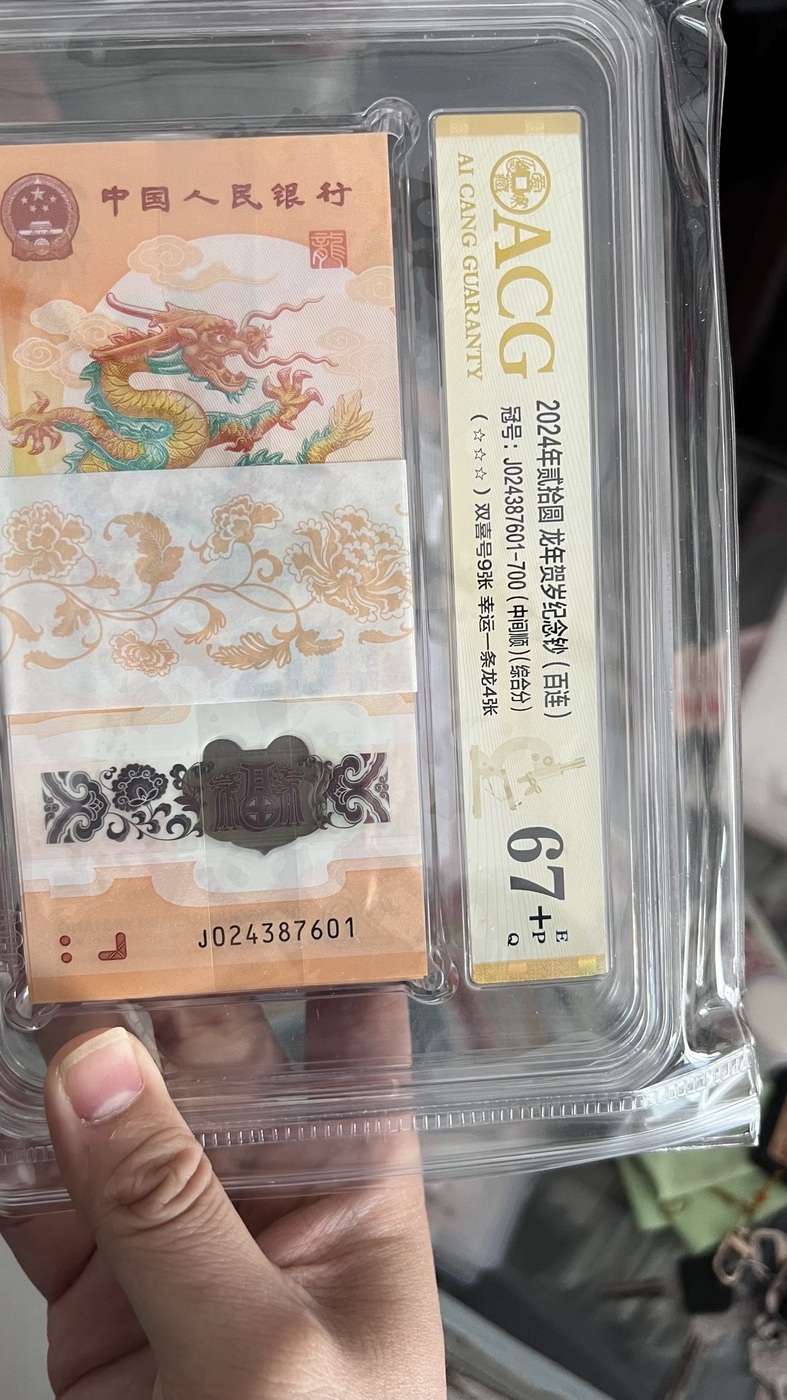 中国人民银行
龍
福
J024387601
ACG
AI CANG GUARANTY
2024年贰拾圆 龙年贺岁纪念钞（百连）
冠号：J024387601-700（中间顺）（综合分）
（☆☆☆）双喜号9张 幸运一条龙4张
67+
E
P
Q